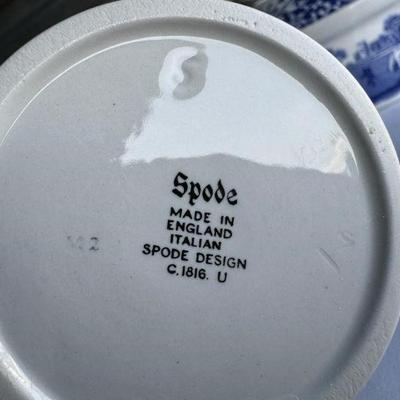 Spode
MADE IN
ENGLAND
ITALIAN
SPODE DESIGN
C.1816. U